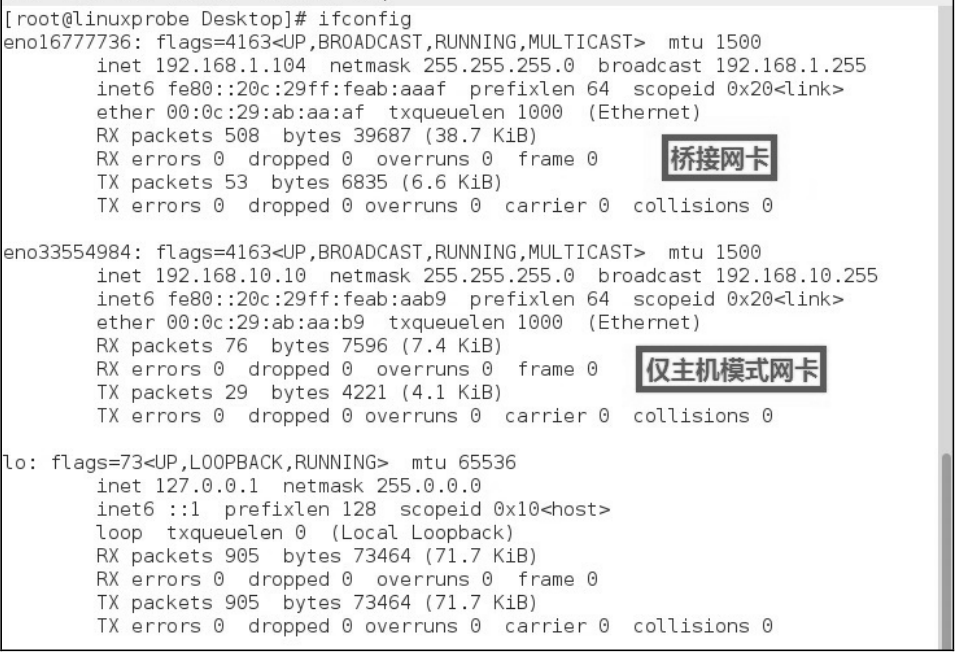 [root@linuxprobe Desktop]# ifconfig
eno16777736: flags=4163<UP,BROADCAST,RUNNING,MULTICAST>  mtu 1500
        inet 192.168.1.104  netmask 255.255.255.0  broadcast 192.168.1.255
        inet6 fe80::20c:29ff:feab:aaaf  prefixlen 64  scopeid 0x20<link>
        ether 00:0c:29:ab:aa:af  txqueuelen 1000  (Ethernet)
        RX packets 508  bytes 39687 (38.7 KiB)
        RX errors 0  dropped 0  overruns 0  frame 0
桥接网卡
        TX packets 53  bytes 6835 (6.6 KiB)
        TX errors 0  dropped 0 overruns 0  carrier 0  collisions 0

eno33554984: flags=4163<UP,BROADCAST,RUNNING,MULTICAST>  mtu 1500
        inet 192.168.10.10  netmask 255.255.255.0  broadcast 192.168.10.255
        inet6 fe80::20c:29ff:feab:aab9  prefixlen 64  scopeid 0x20<link>
        ether 00:0c:29:ab:aa:b9  txqueuelen 1000  (Ethernet)
        RX packets 76  bytes 7596 (7.4 KiB)
        RX errors 0  dropped 0  overruns 0  frame 0
仅主机模式网卡
        TX packets 29  bytes 4221 (4.1 KiB)
        TX errors 0  dropped 0 overruns 0  carrier 0  collisions 0

lo: flags=73<UP,LOOPBACK,RUNNING>  mtu 65536
        inet 127.0.0.1  netmask 255.0.0.0
        inet6 ::1  prefixlen 128  scopeid 0x10<host>
        loop  txqueuelen 0  (Local Loopback)
        RX packets 905  bytes 73464 (71.7 KiB)
        RX errors 0  dropped 0  overruns 0  frame 0
        TX packets 905  bytes 73464 (71.7 KiB)
        TX errors 0  dropped 0 overruns 0  carrier 0  collisions 0